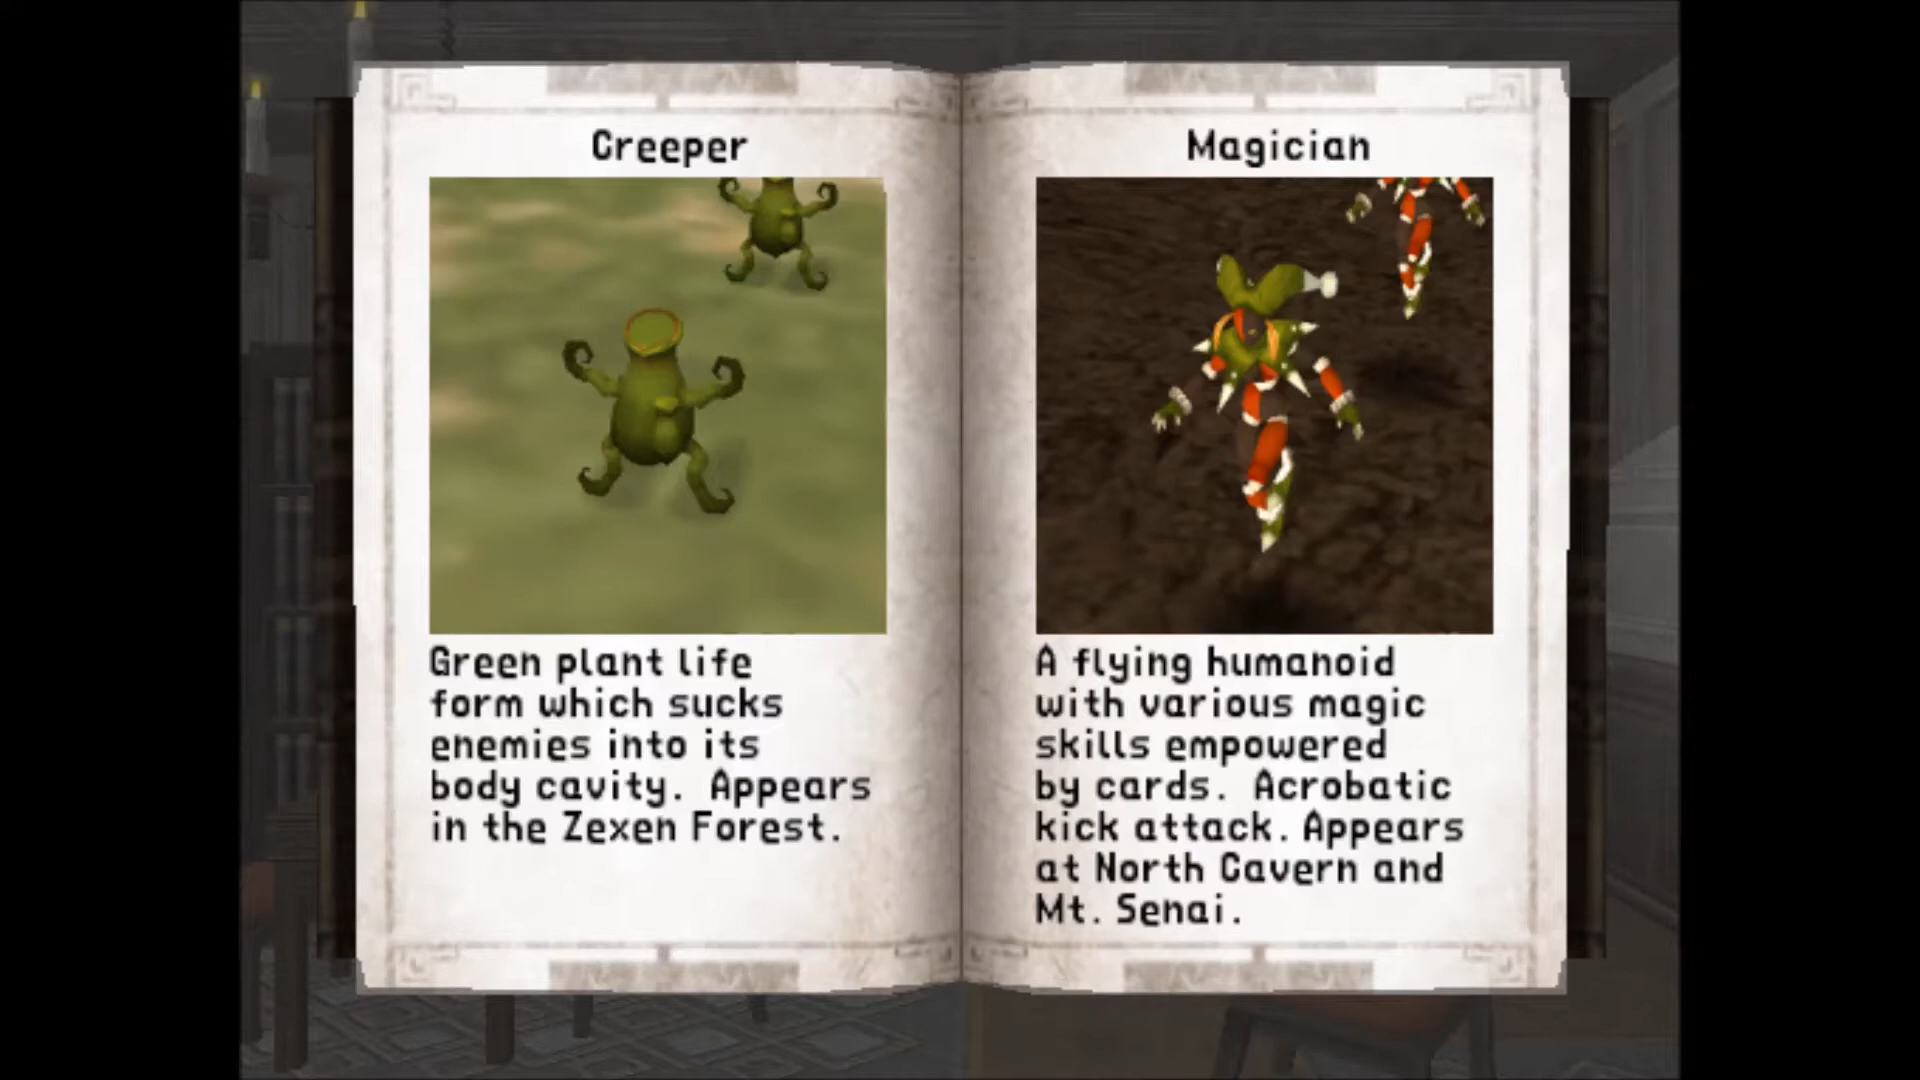 Creeper
Green plant life
form which sucks
enemies into its
body cavity. Appears
in the Zexen Forest.
Magician
A flying humanoid
with various magic
skills empowered
by cards. Acrobatic
kick attack. Appears
at North Cavern and
Mt. Senai.